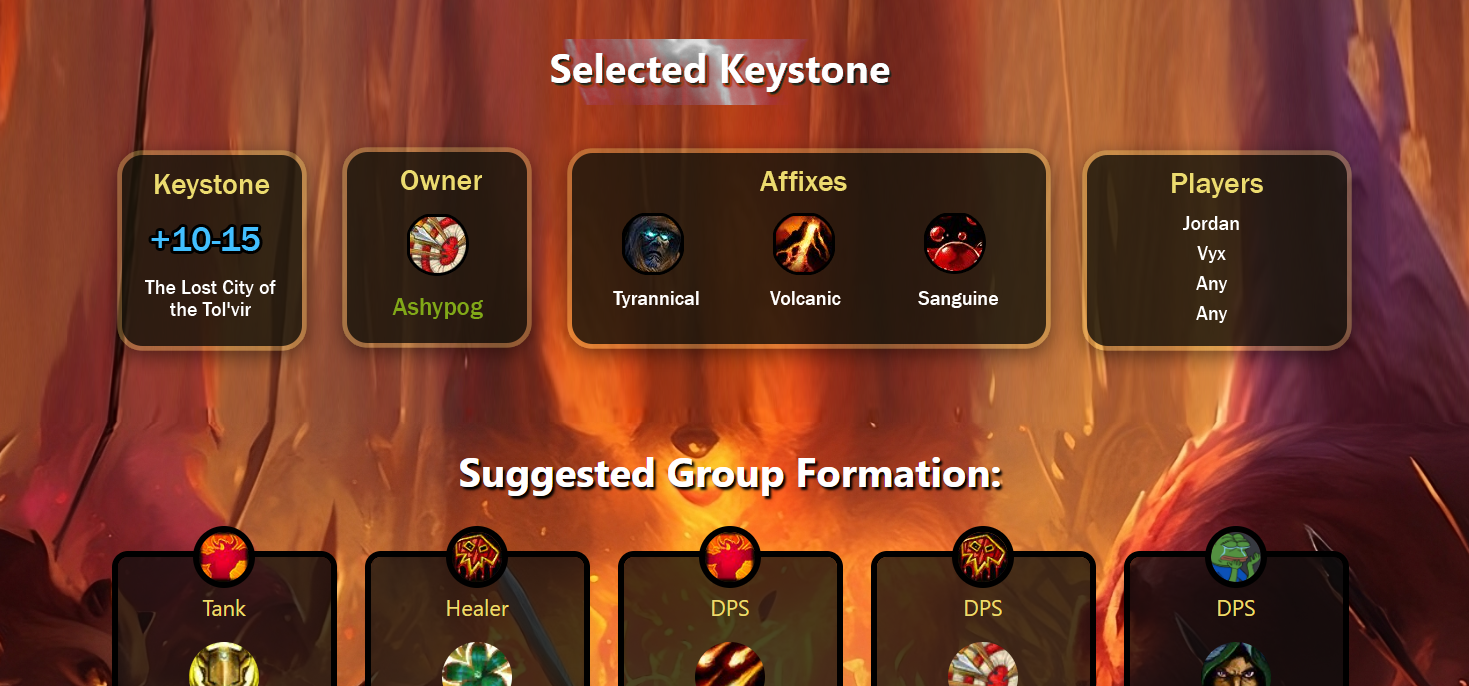 Selected Keystone
Keystone
+10-15
The Lost City of
the Tol'vir
Owner
Ashypog
Affixes
Tyrannical
Volcanic
Sanguine
Players
Jordan
Vyx
Any
Any
Suggested Group Formation:
Tank
Healer
DPS
DPS
DPS